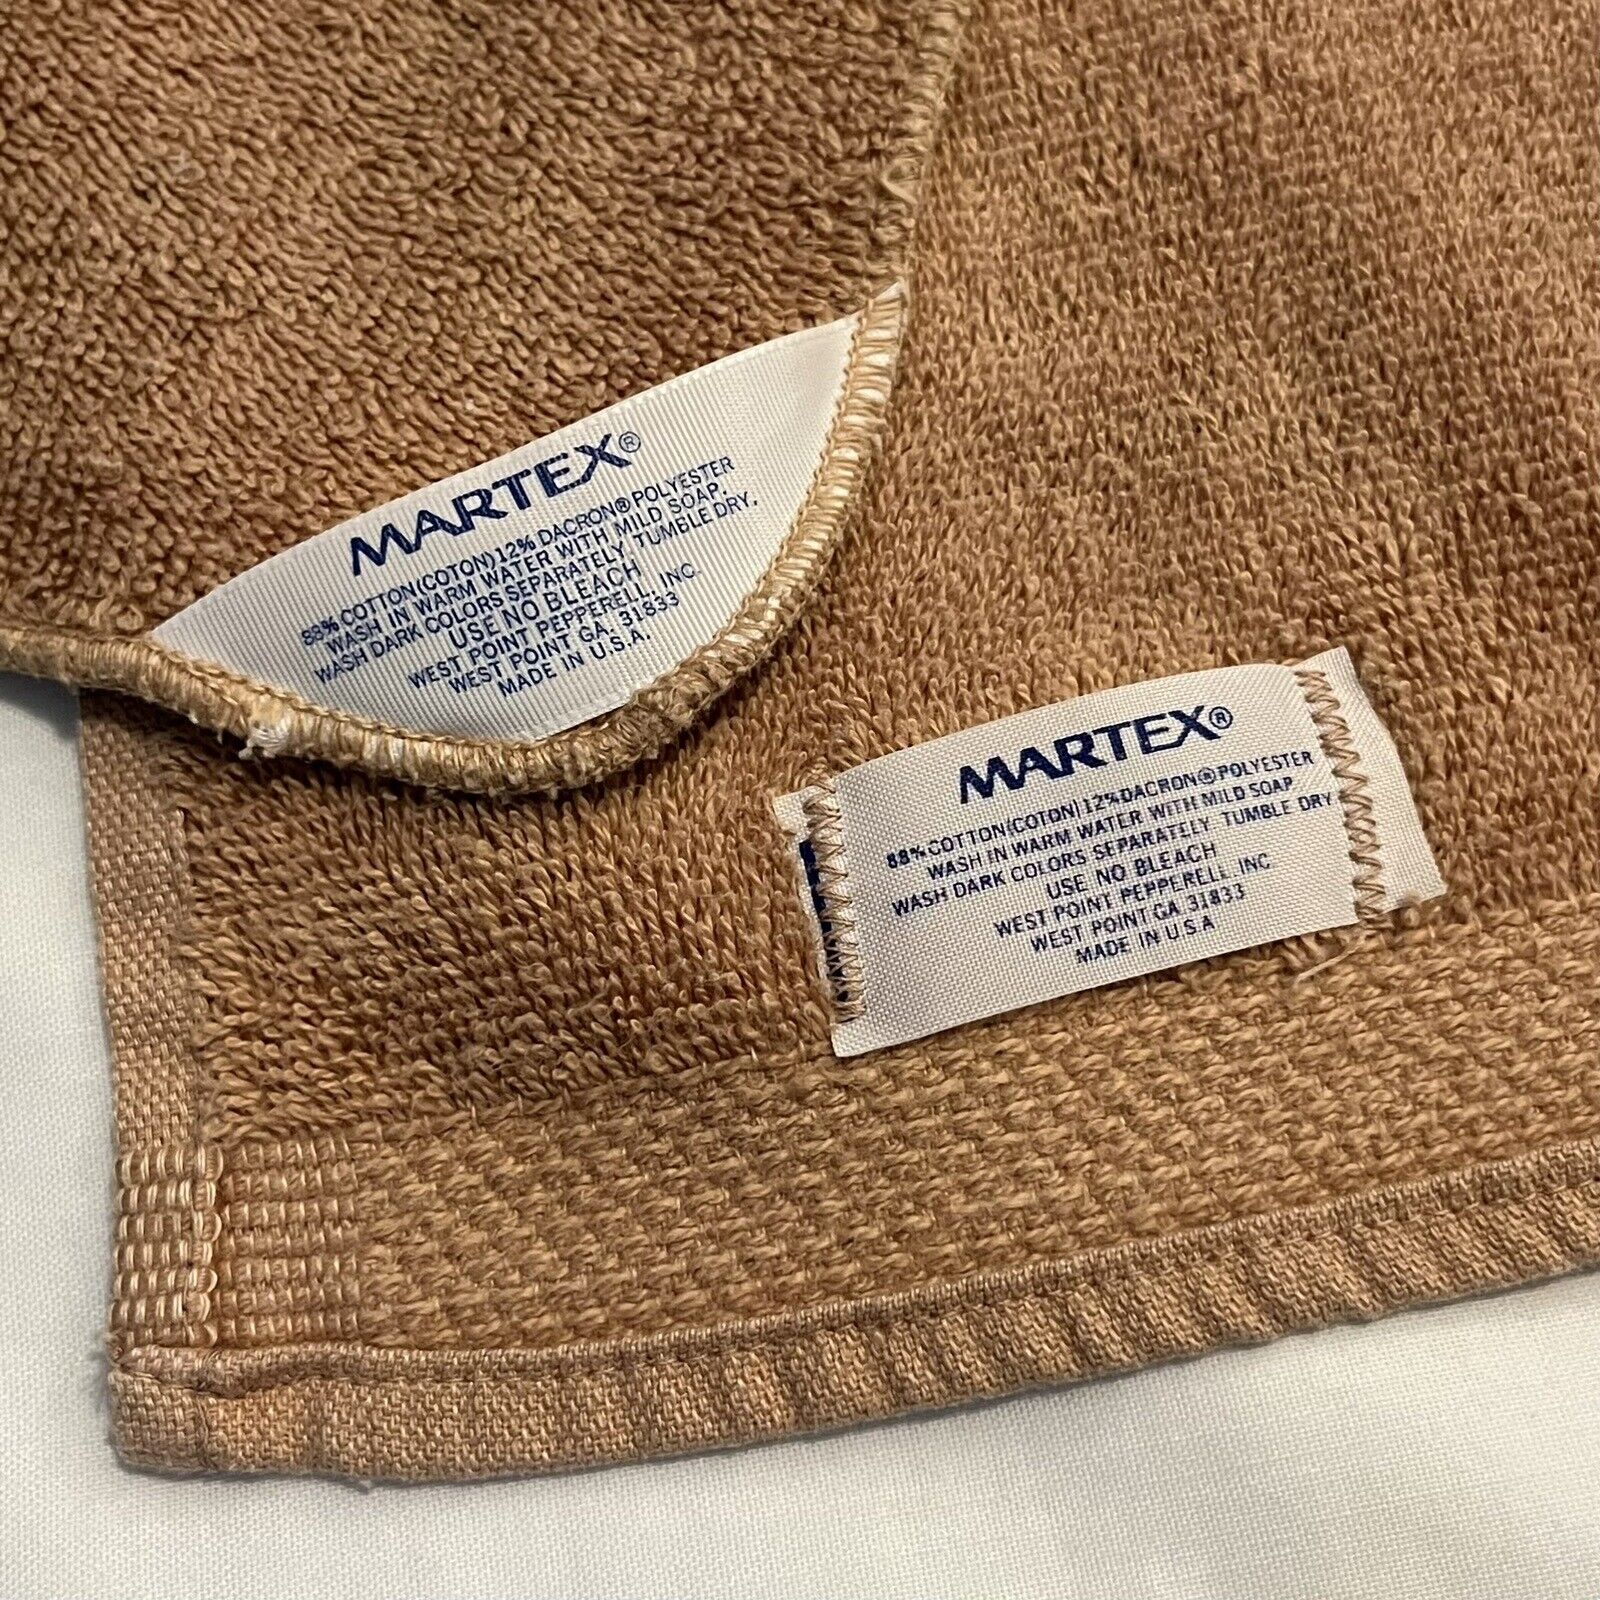 MARTEX®
88% COTTON(COTON) 12% DACRON® POLYESTER
WASH IN WARM WATER WITH MILD SOAP.
WASH DARK COLORS SEPARATELY. TUMBLE DRY.
USE NO BLEACH
WEST POINT PEPPERELL, INC.
WEST POINT GA. 31833
MADE IN U.S.A.
MARTEX®
88% COTTON(COTON) 12% DACRON® POLYESTER
WASH IN WARM WATER WITH MILD SOAP
WASH DARK COLORS SEPARATELY. TUMBLE DRY
USE NO BLEACH
WEST POINT PEPPERELL, INC
WEST POINT GA 31833
MADE IN U.S.A